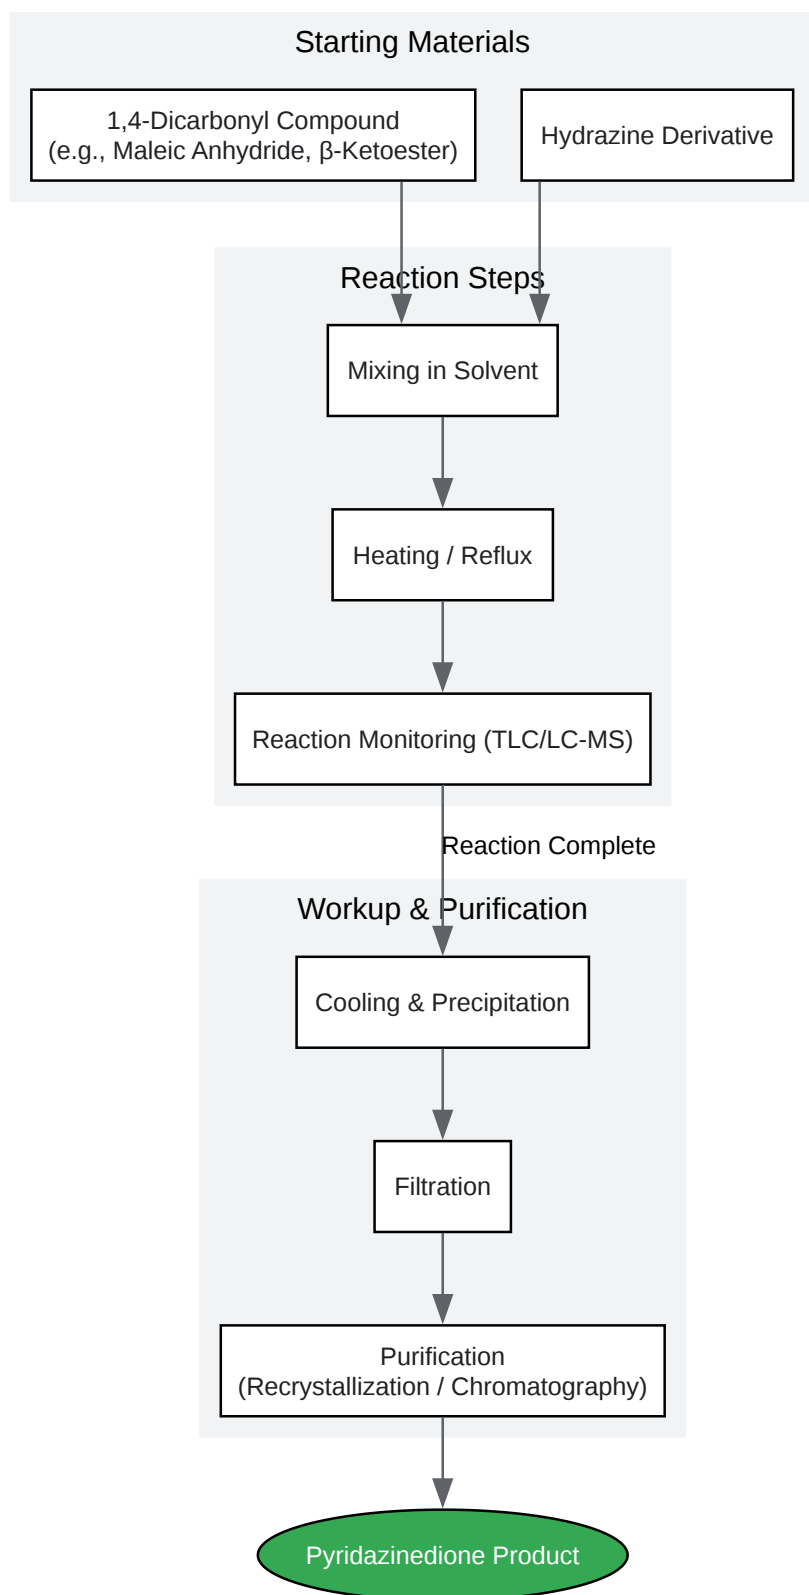 Starting Materials
1,4-Dicarbonyl Compound
(e.g., Maleic Anhydride, β-Ketoester)
Hydrazine Derivative
Reaction Steps
Mixing in Solvent
Heating / Reflux
Reaction Monitoring (TLC/LC-MS)
Reaction Complete
Workup & Purification
Cooling & Precipitation
Filtration
Purification
(Recrystallization / Chromatography)
Pyridazinedione Product